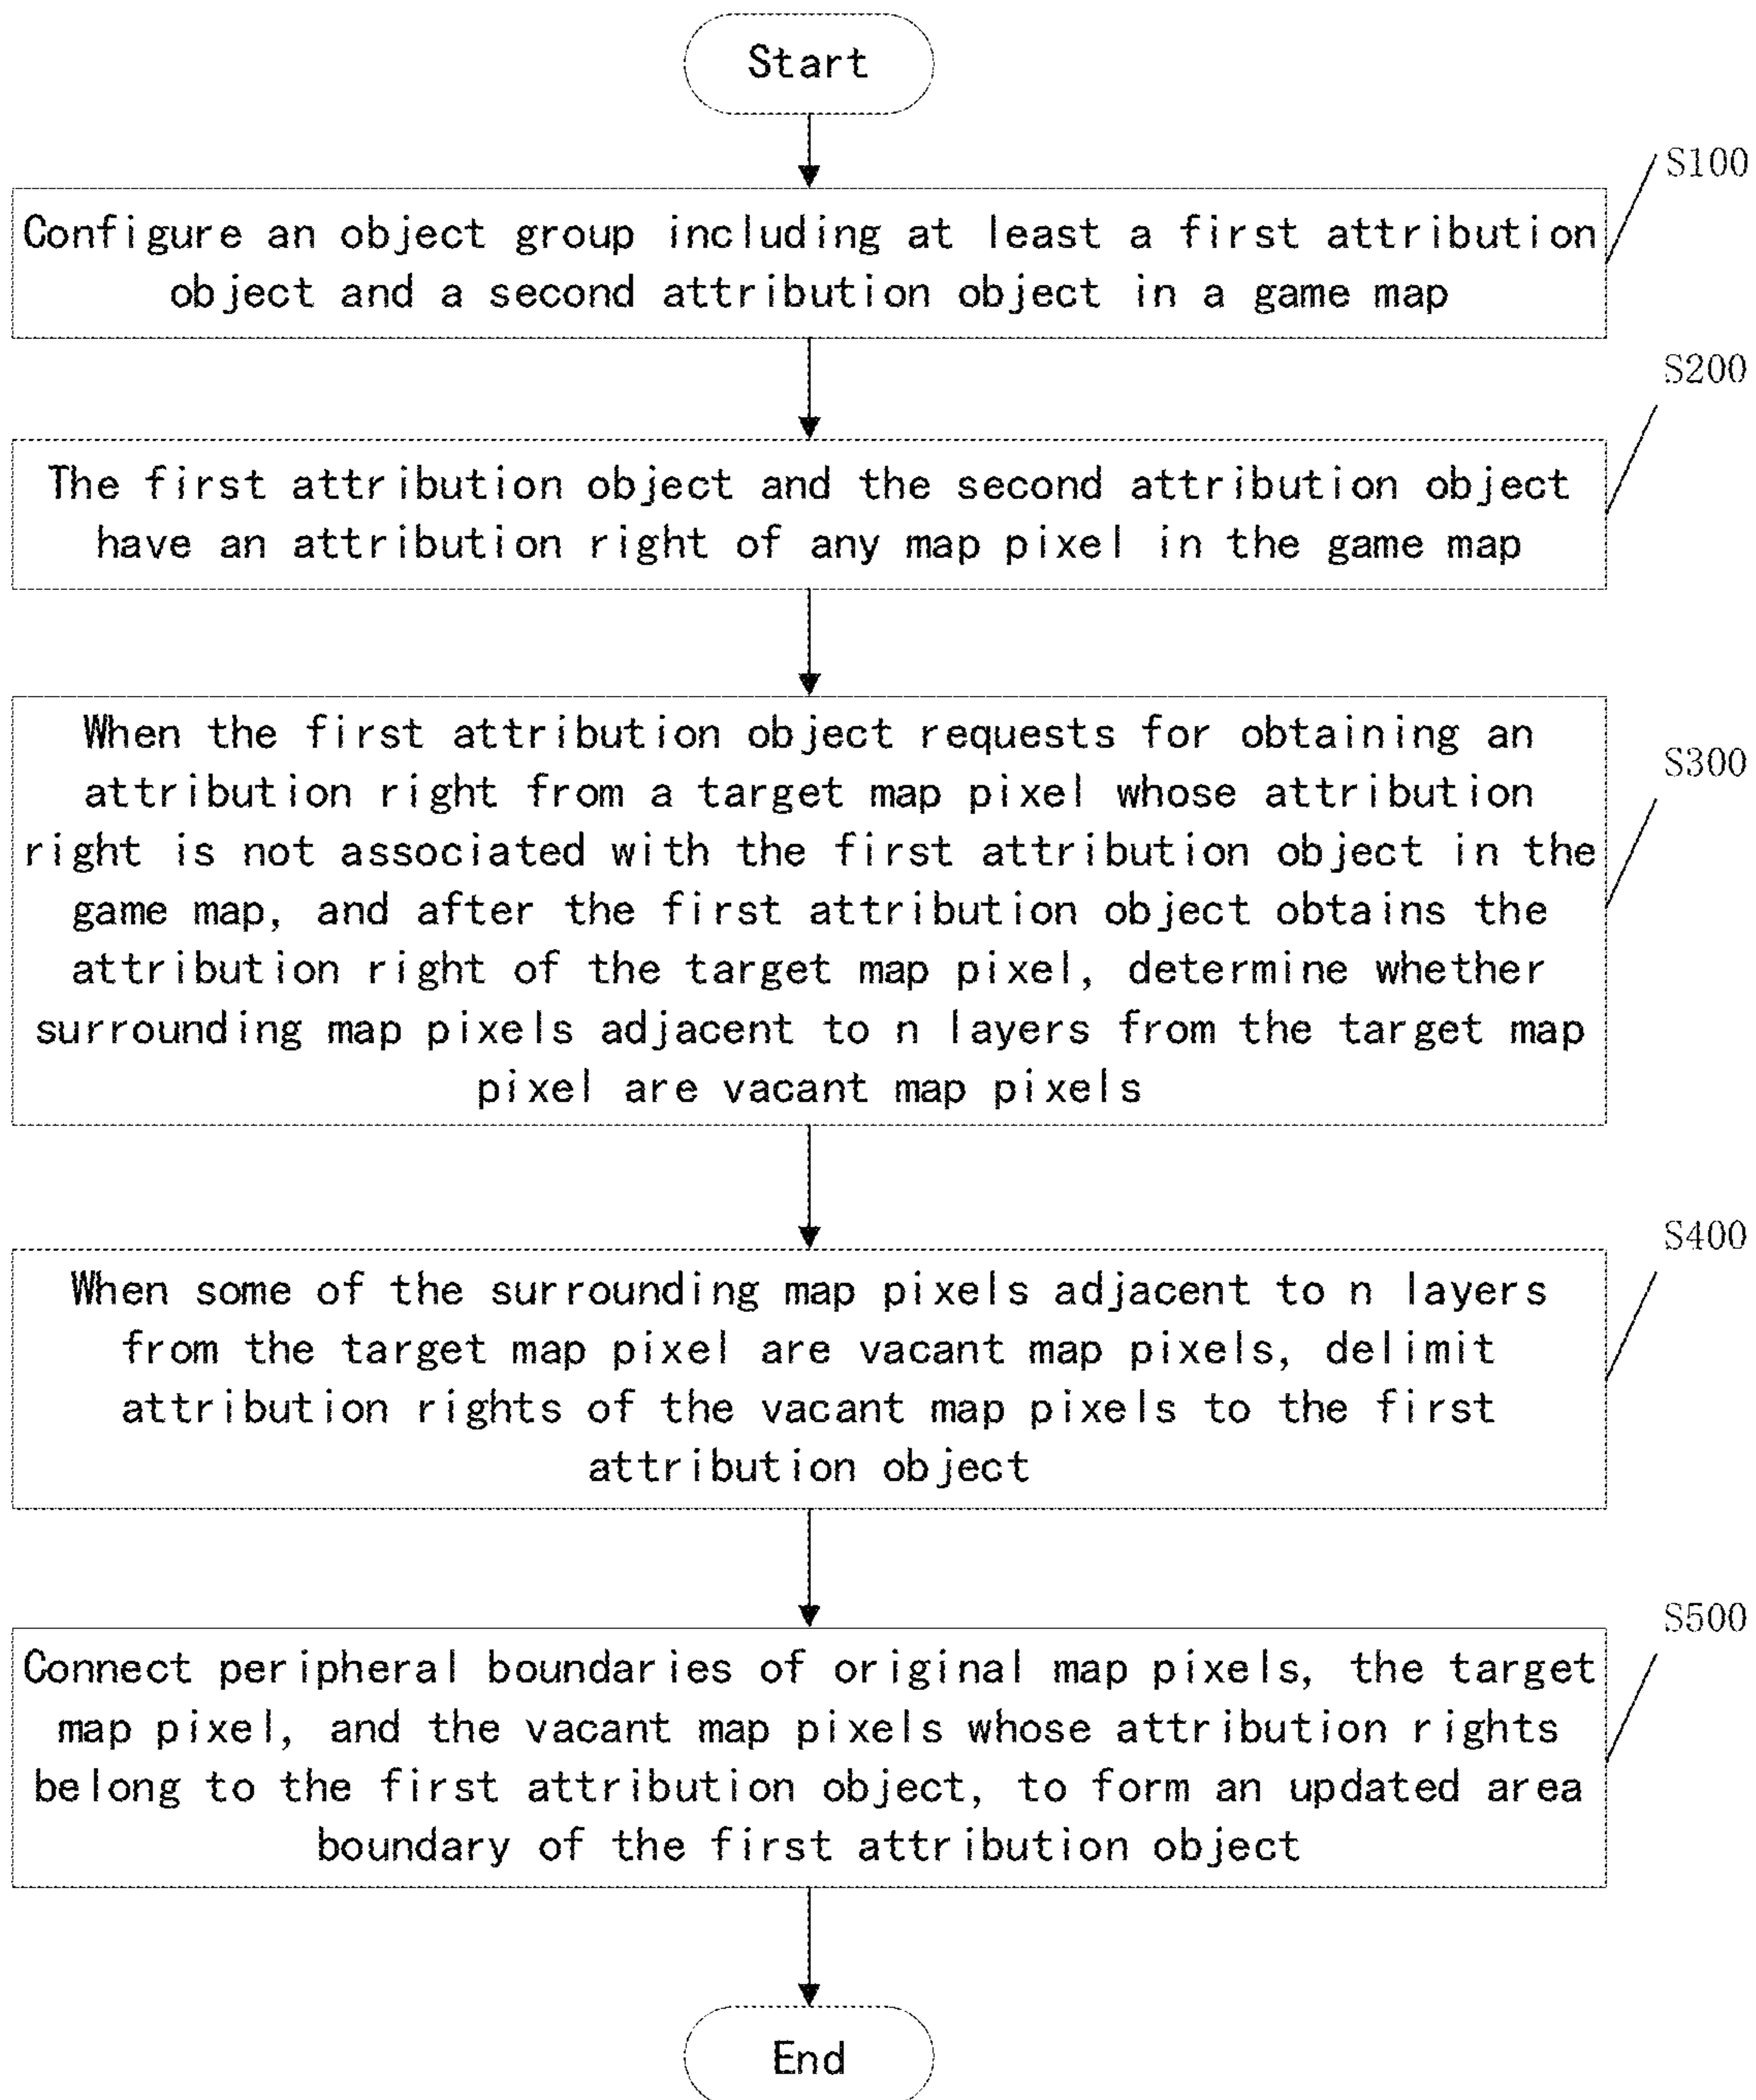 Start
S100
Configure an object group including at least a first attribution
object and a second attribution object in a game map
S200
The first attribution object and the second attribution object
have an attribution right of any map pixel in the game map
S300
When the first attribution object requests for obtaining an
attribution right from a target map pixel whose attribution
right is not associated with the first attribution object in the
game map, and after the first attribution object obtains the
attribution right of the target map pixel, determine whether
surrounding map pixels adjacent to n layers from the target map
pixel are vacant map pixels
S400
When some of the surrounding map pixels adjacent to n layers
from the target map pixel are vacant map pixels, delimit
attribution rights of the vacant map pixels to the first
attribution object
S500
Connect peripheral boundaries of original map pixels, the target
map pixel, and the vacant map pixels whose attribution rights
belong to the first attribution object, to form an updated area
boundary of the first attribution object
End